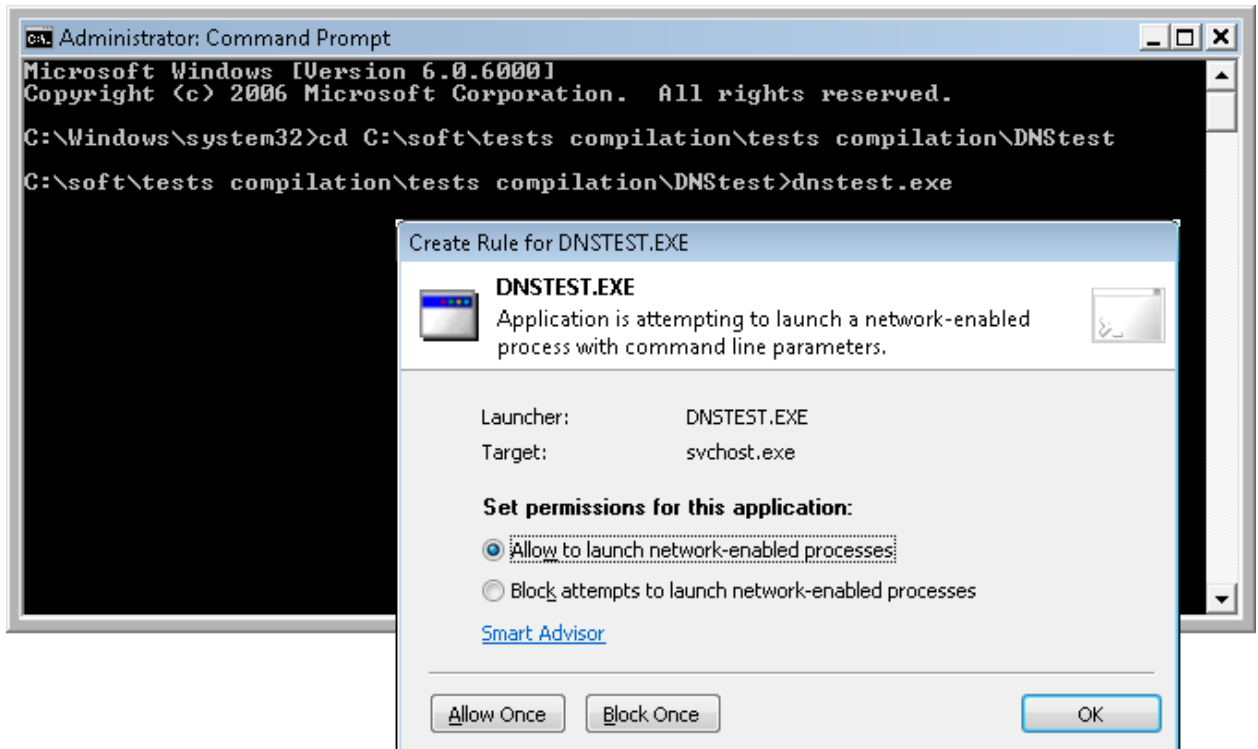 Administrator: Command Prompt
Microsoft Windows [Version 6.0.6000]
Copyright (c) 2006 Microsoft Corporation.  All rights reserved.
C:\Windows\system32>cd C:\soft\tests compilation\tests compilation\DNStest
C:\soft\tests compilation\tests compilation\DNStest>dnstest.exe
Create Rule for DNSTEST.EXE
DNSTEST.EXE
Application is attempting to launch a network-enabled
process with command line parameters.
Launcher: DNSTEST.EXE
Target: svchost.exe
Set permissions for this application:
Allow to launch network-enabled processes
Block attempts to launch network-enabled processes
Smart Advisor
Allow Once Block Once OK